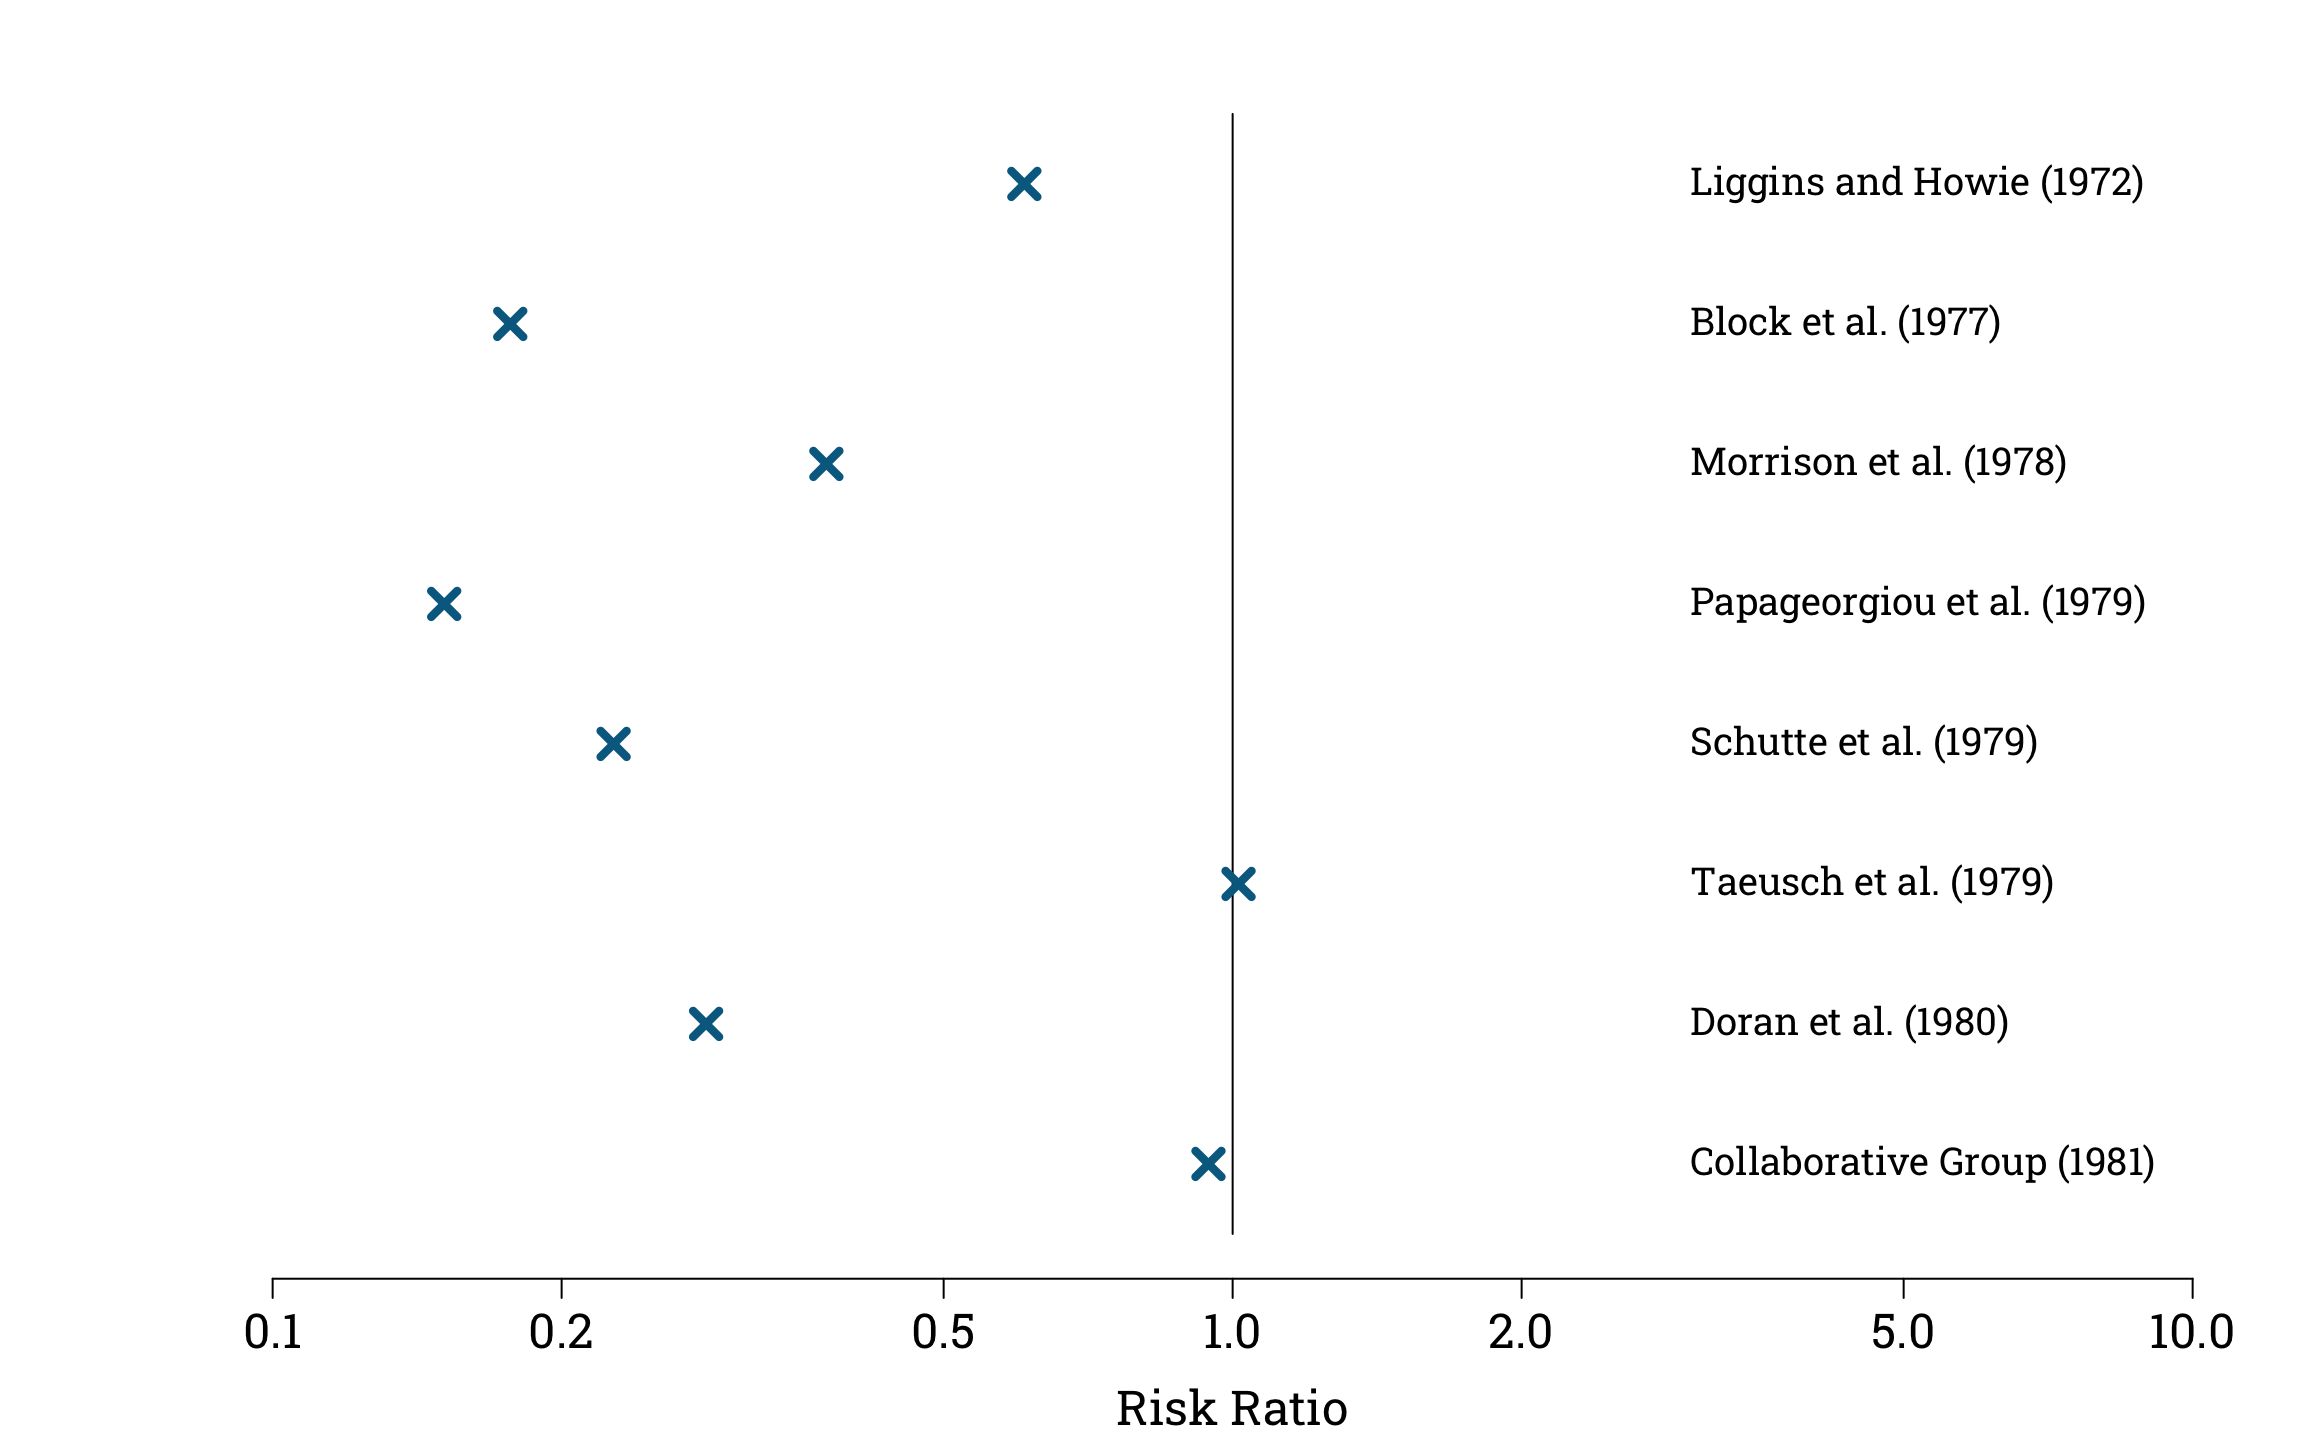 Liggins and Howie (1972)
Block et al. (1977)
Morrison et al. (1978)
Papageorgiou et al. (1979)
Schutte et al. (1979)
Taeusch et al. (1979)
Doran et al. (1980)
Collaborative Group (1981)
0.1 0.2 0.5 1.0 2.0 5.0 10.0
Risk Ratio